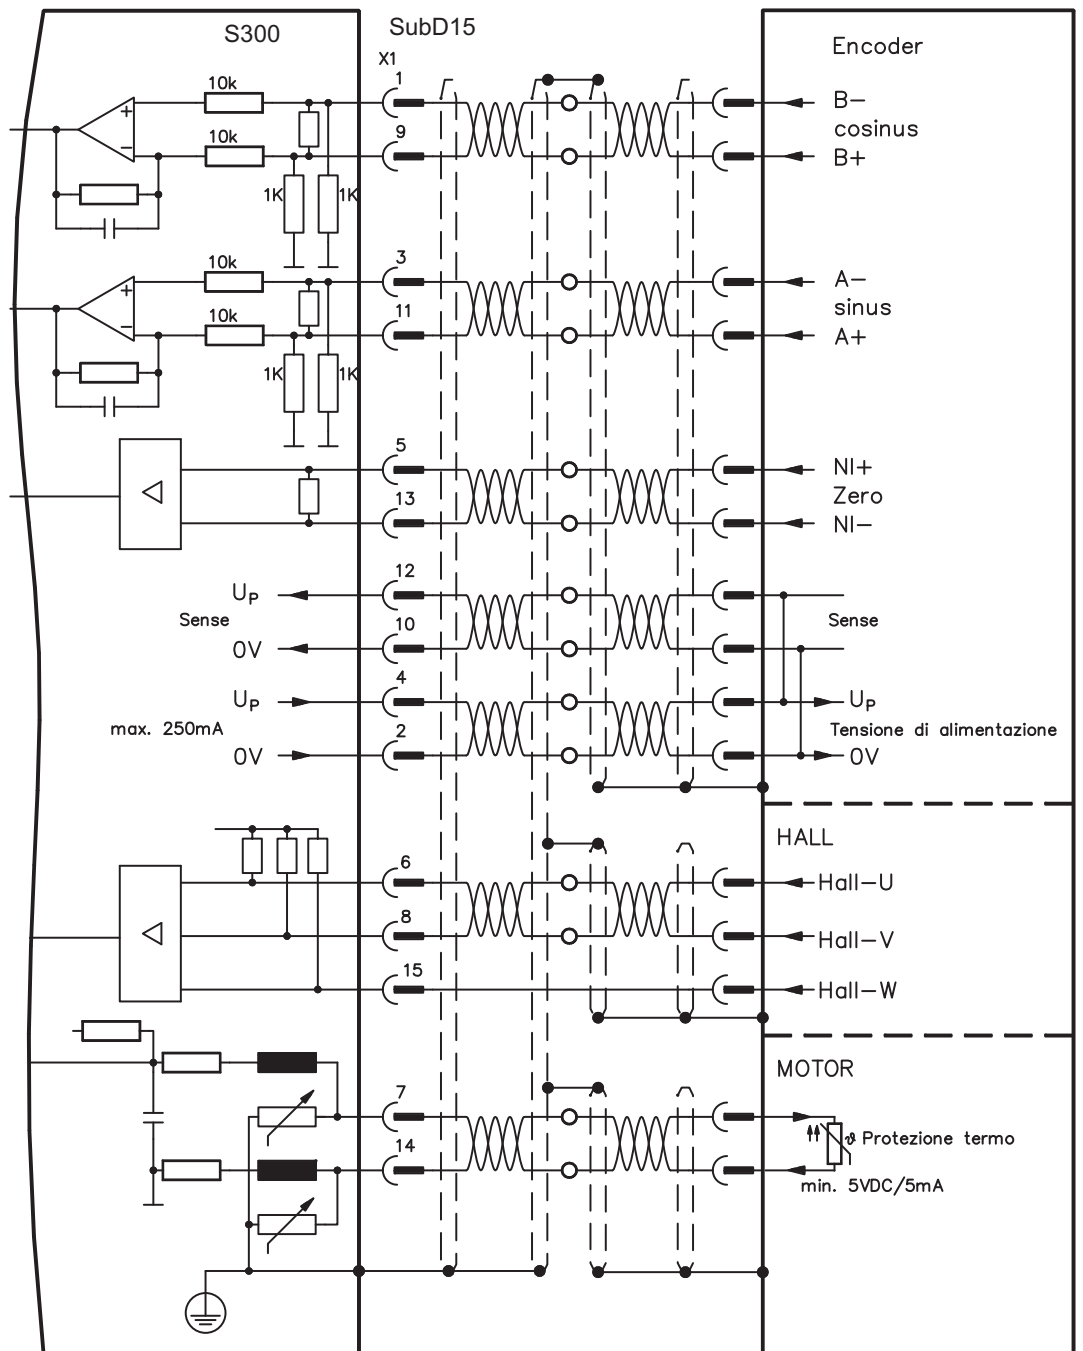 S300
SubD15
X1
Encoder
10k
1
B–
cosinus
10k
9
B+
+
–
1K
1K
10k
3
A–
sinus
10k
11
A+
+
–
1K
1K
5
NI+
Zero
13
NI–
UP
12
Sense
Sense
0V
10
UP
4
UP
max. 250mA
Tensione di alimentazione
0V
2
0V
HALL
6
Hall–U
8
Hall–V
15
Hall–W
MOTOR
7
ϑ Protezione termo
14
min. 5VDC/5mA